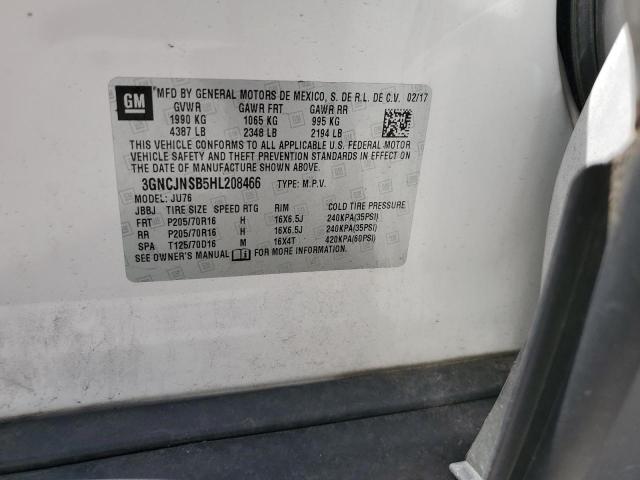 GM
MFD BY GENERAL MOTORS DE MEXICO, S. DE R.L. DE C.V. 02/17
GVWR GAWR FRT GAWR RR
1990 KG 1065 KG 995 KG
4387 LB 2348 LB 2194 LB
THIS VEHICLE CONFORMS TO ALL APPLICABLE U.S. FEDERAL MOTOR
VEHICLE SAFETY AND THEFT PREVENTION STANDARDS IN EFFECT ON
THE DATE OF MANUFACTURE SHOWN ABOVE.
3GNCJNSB5HL208466 TYPE: M.P.V.
MODEL: JU76
JBBJ TIRE SIZE SPEED RTG RIM COLD TIRE PRESSURE
FRT P205/70R16 H 16X6.5J 240KPA(35PSI)
RR P205/70R16 H 16X6.5J 240KPA(35PSI)
SPA T125/70D16 M 16X4T 420KPA(60PSI)
SEE OWNER'S MANUAL FOR MORE INFORMATION.